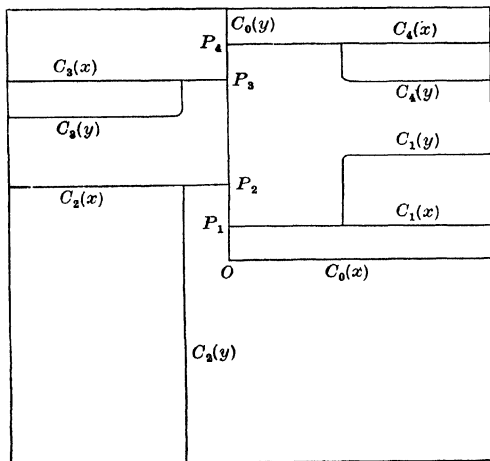 C₀(y) C₄(x)
P₄
C₃(x)
P₃
C₄(y)
C₃(y)
C₁(y)
P₂
C₂(x)
C₁(x)
P₁
O C₀(x)
C₂(y)